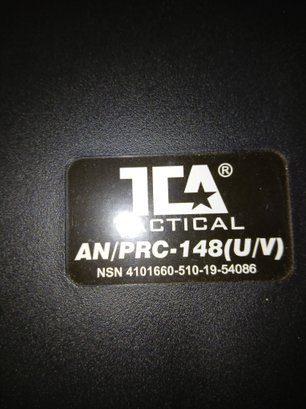 TCA®
TACTICAL
AN/PRC-148(U/V)
NSN 4101660-510-19-54086